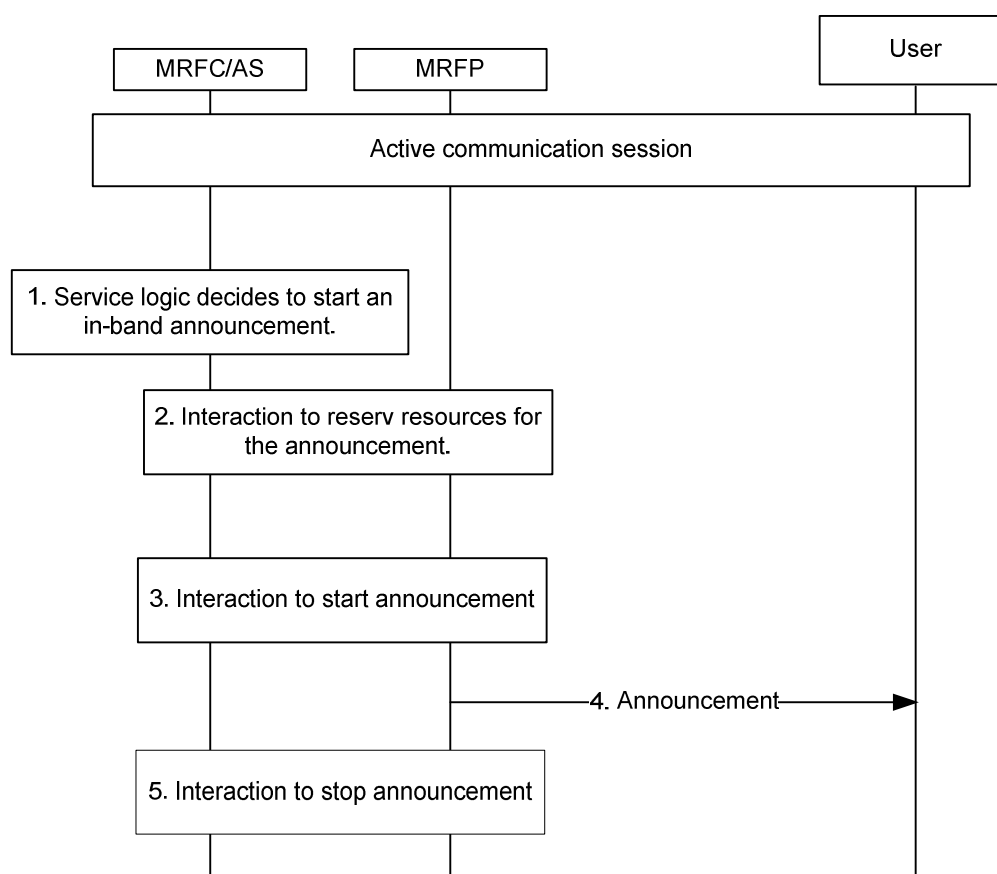 MRFC/AS
MRFP
User
Active communication session
1. Service logic decides to start an
in-band announcement.
2. Interaction to reserv resources for
the announcement.
3. Interaction to start announcement
4. Announcement
5. Interaction to stop announcement